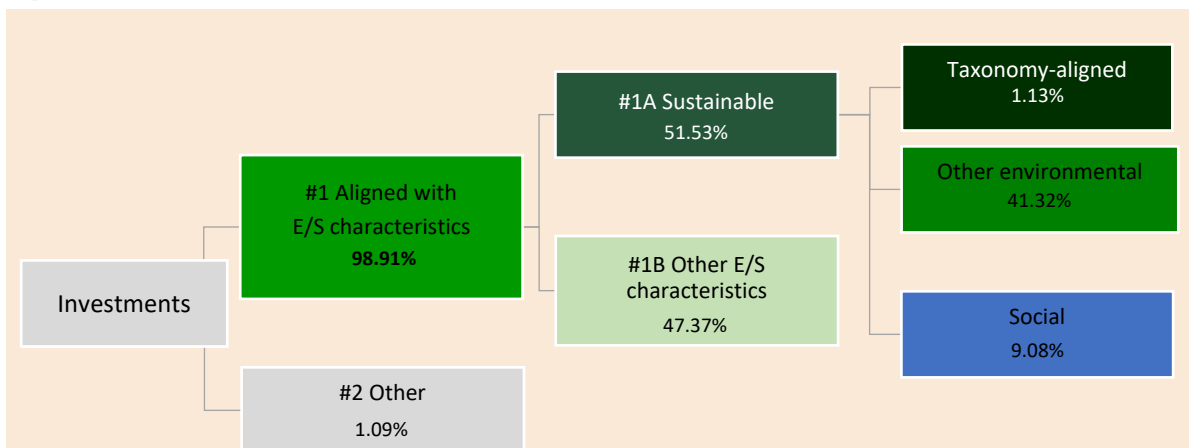 Investments
#1 Aligned with
E/S characteristics
98.91%
#2 Other
1.09%
#1A Sustainable
51.53%
#1B Other E/S
characteristics
47.37%
Taxonomy-aligned
1.13%
Other environmental
41.32%
Social
9.08%